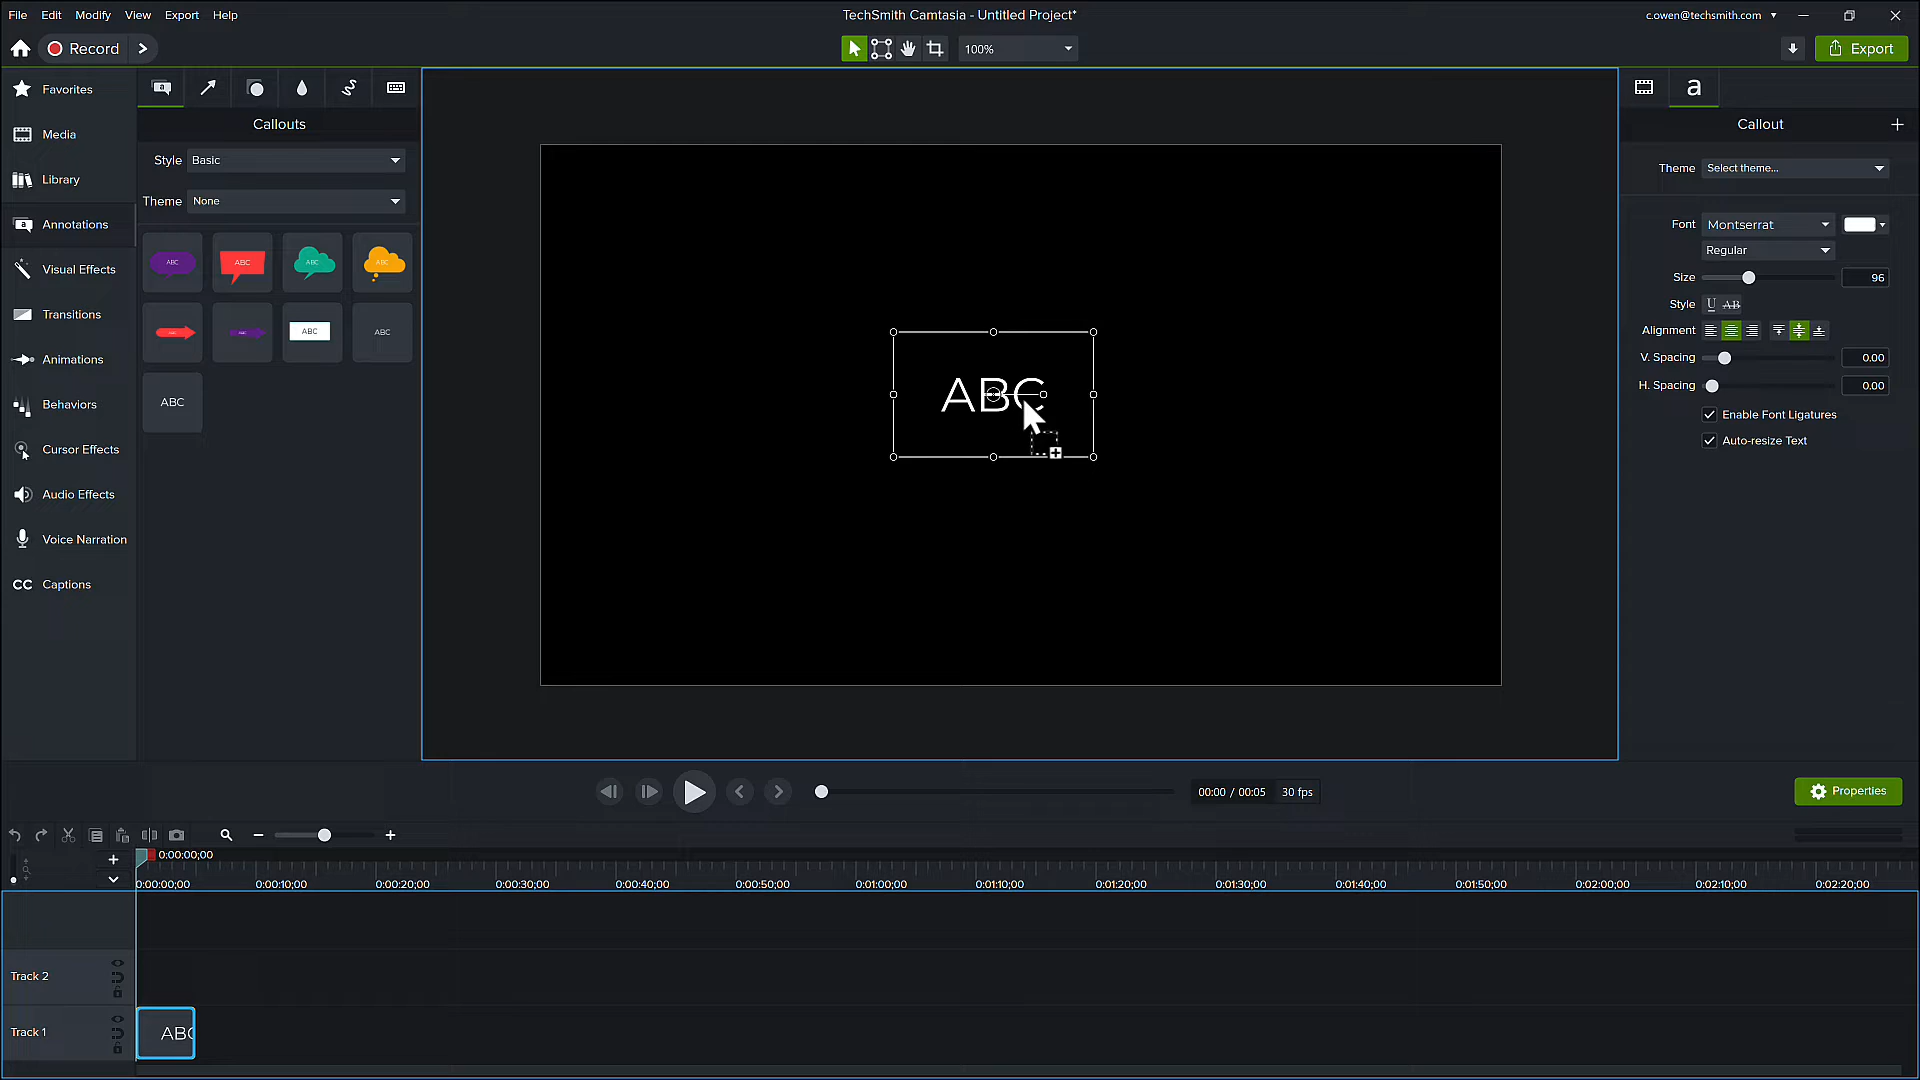 File Edit Modify View Export Help
TechSmith Camtasia - Untitled Project*
c.owen@techsmith.com
Record
100%
Export
Favorites
Media
Library
Annotations
Visual Effects
Transitions
Animations
Behaviors
Cursor Effects
Audio Effects
Voice Narration
CC Captions
a
Callouts
Style Basic
Theme None
ABC ABC ABC ABC
ABC ABC
ABC
ABC
a
Callout
Theme Select theme...
Font Montserrat
Regular
Size 96
Style U AB
Alignment
V. Spacing 0.00
H. Spacing 0.00
Enable Font Ligatures
Auto-resize Text
00:00 / 00:05 30 fps
Properties
0:00:00;00
0:00:00;00 0:00:10;00 0:00:20;00 0:00:30;00 0:00:40;00 0:00:50;00 0:01:00;00 0:01:10;00 0:01:20;00 0:01:30;00 0:01:40;00 0:01:50;00 0:02:00;00 0:02:10;00 0:02:20;00
Track 2
Track 1
ABC